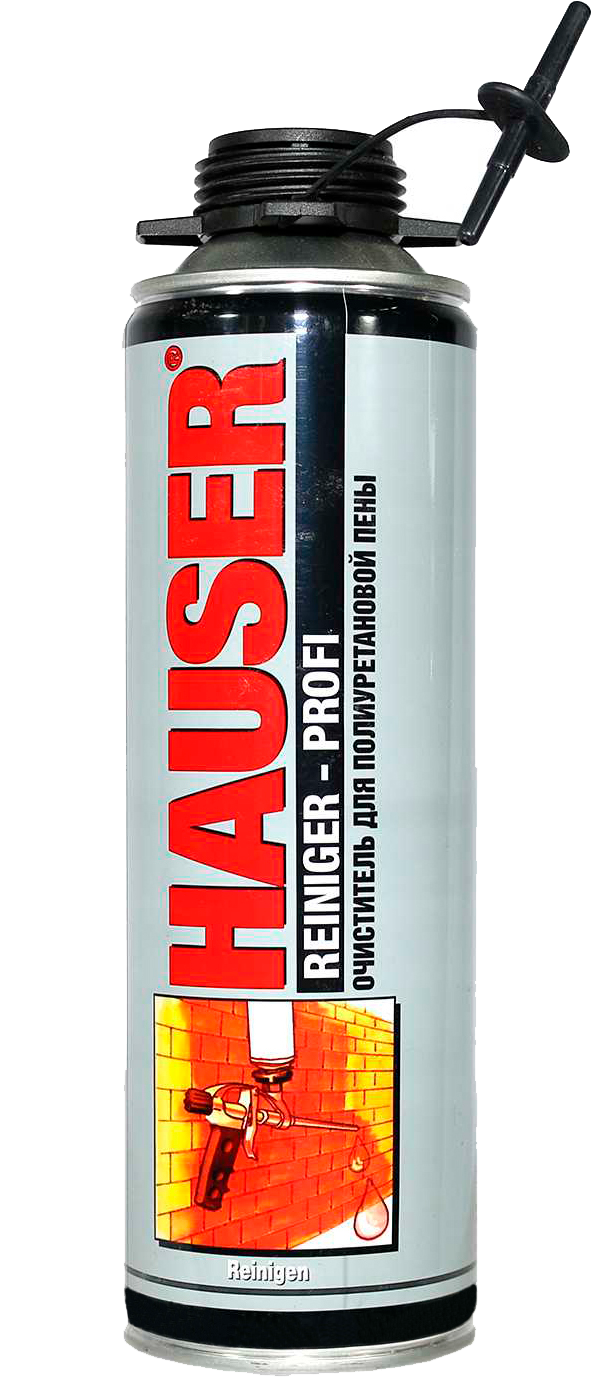 HAUSER®
REINIGER - PROFI
ОЧИСТИТЕЛЬ ДЛЯ ПОЛИУРЕТАНОВОЙ ПЕНЫ
Reinigen